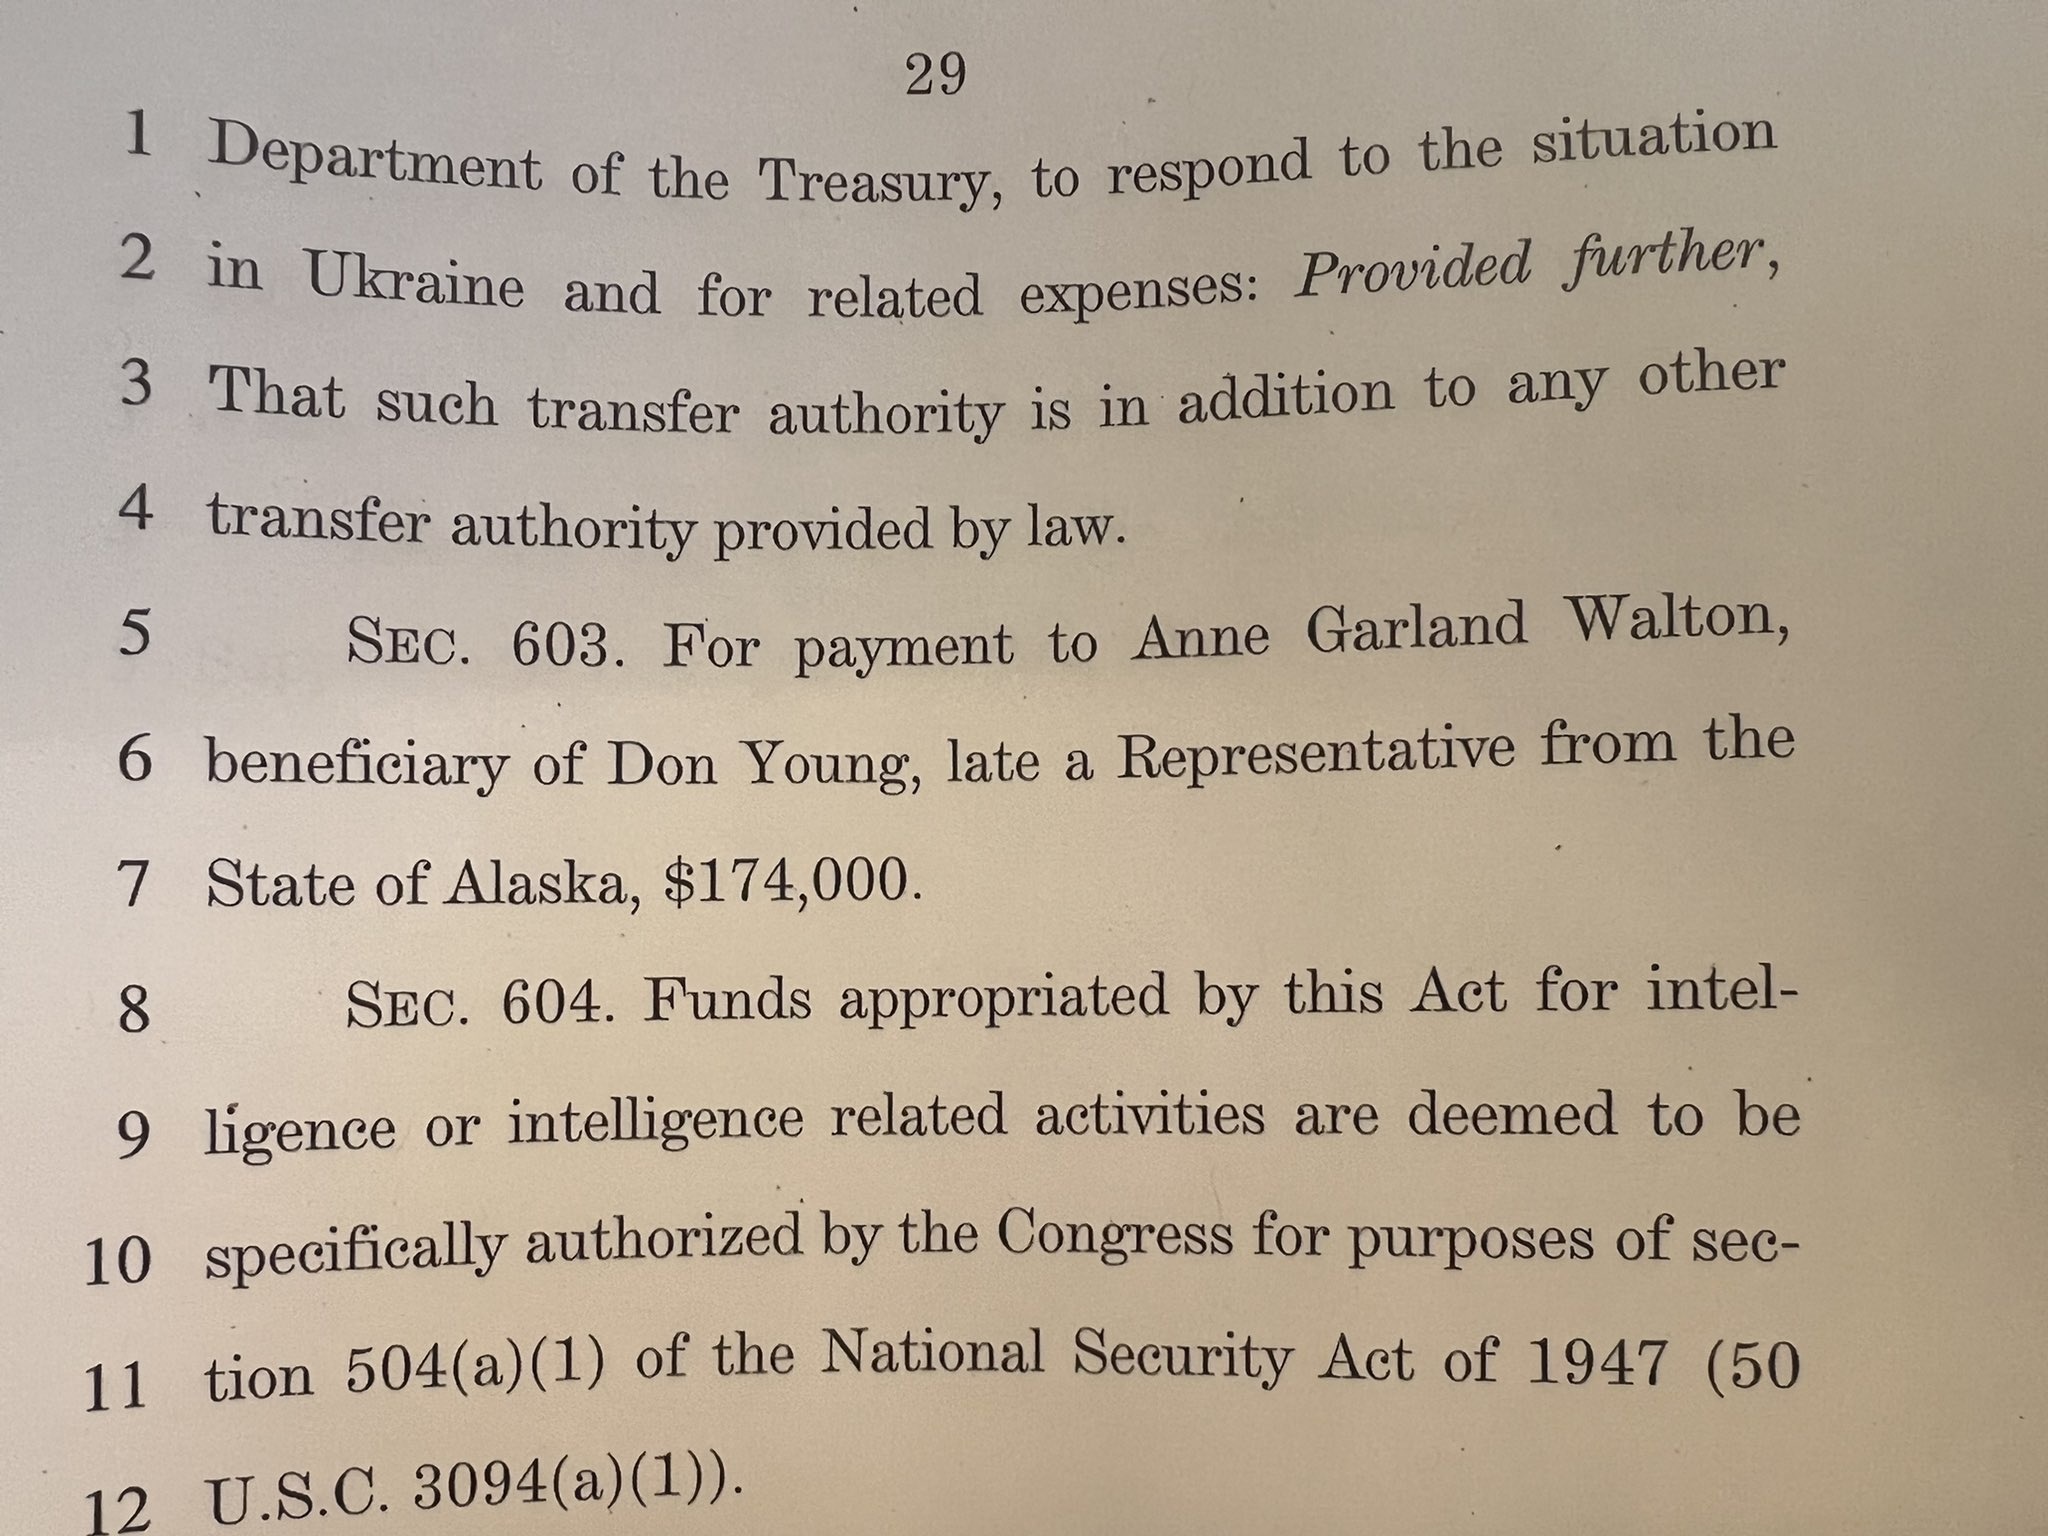 29
1 Department of the Treasury, to respond to the situation
2 in Ukraine and for related expenses: Provided further,
3 That such transfer authority is in addition to any other
4 transfer authority provided by law.
5 SEC. 603. For payment to Anne Garland Walton,
6 beneficiary of Don Young, late a Representative from the
7 State of Alaska, $174,000.
8 SEC. 604. Funds appropriated by this Act for intel-
9 ligence or intelligence related activities are deemed to be
10 specifically authorized by the Congress for purposes of sec-
11 tion 504(a)(1) of the National Security Act of 1947 (50
12 U.S.C. 3094(a)(1)).